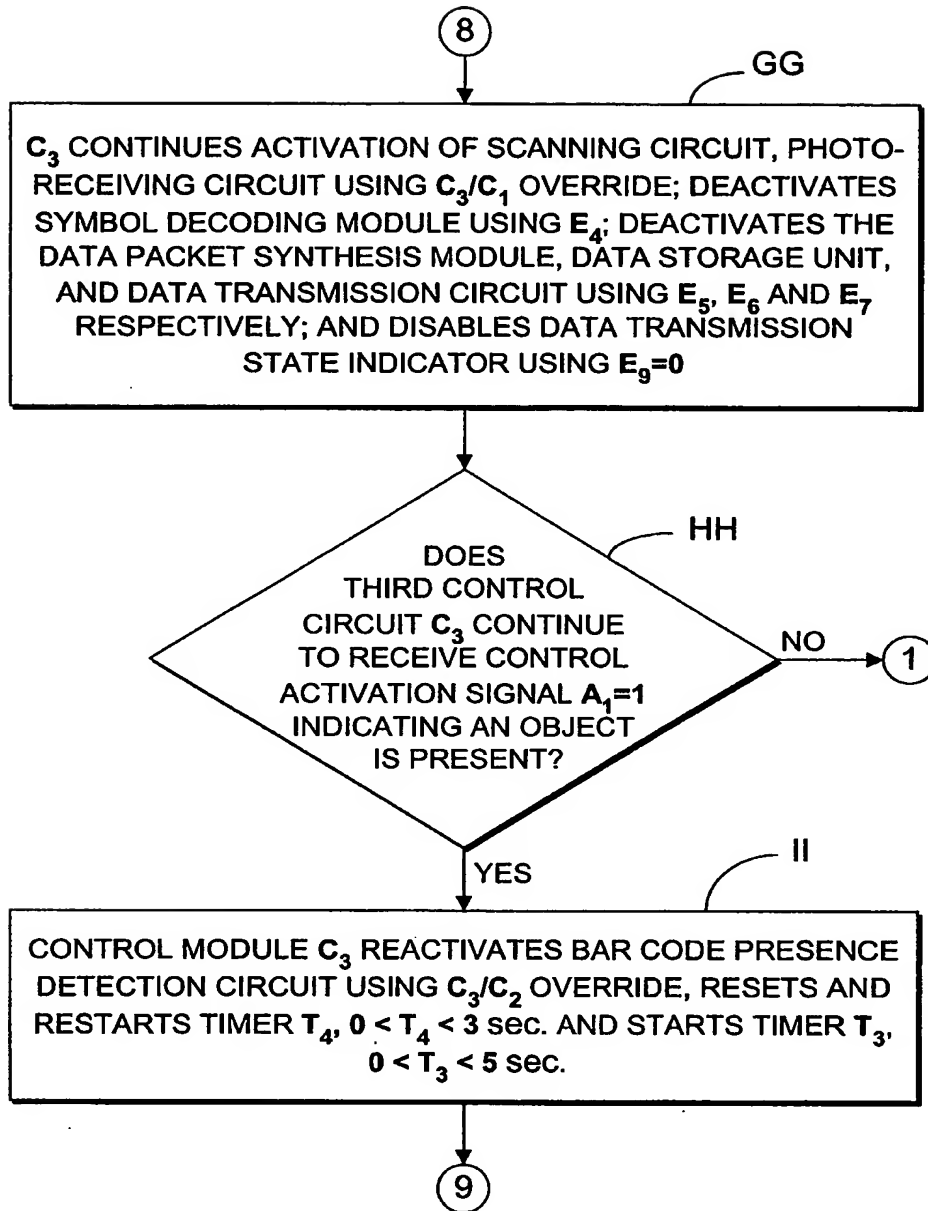 8
GG
C3 CONTINUES ACTIVATION OF SCANNING CIRCUIT, PHOTO-
RECEIVING CIRCUIT USING C3/C1 OVERRIDE; DEACTIVATES
SYMBOL DECODING MODULE USING E4; DEACTIVATES THE
DATA PACKET SYNTHESIS MODULE, DATA STORAGE UNIT,
AND DATA TRANSMISSION CIRCUIT USING E5, E6 AND E7
RESPECTIVELY; AND DISABLES DATA TRANSMISSION
STATE INDICATOR USING E9=0
HH
DOES
THIRD CONTROL
CIRCUIT C3 CONTINUE
TO RECEIVE CONTROL
ACTIVATION SIGNAL A1=1
INDICATING AN OBJECT
IS PRESENT?
NO
1
YES
II
CONTROL MODULE C3 REACTIVATES BAR CODE PRESENCE
DETECTION CIRCUIT USING C3/C2 OVERRIDE, RESETS AND
RESTARTS TIMER T4, 0 < T4 < 3 sec. AND STARTS TIMER T3,
0 < T3 < 5 sec.
9